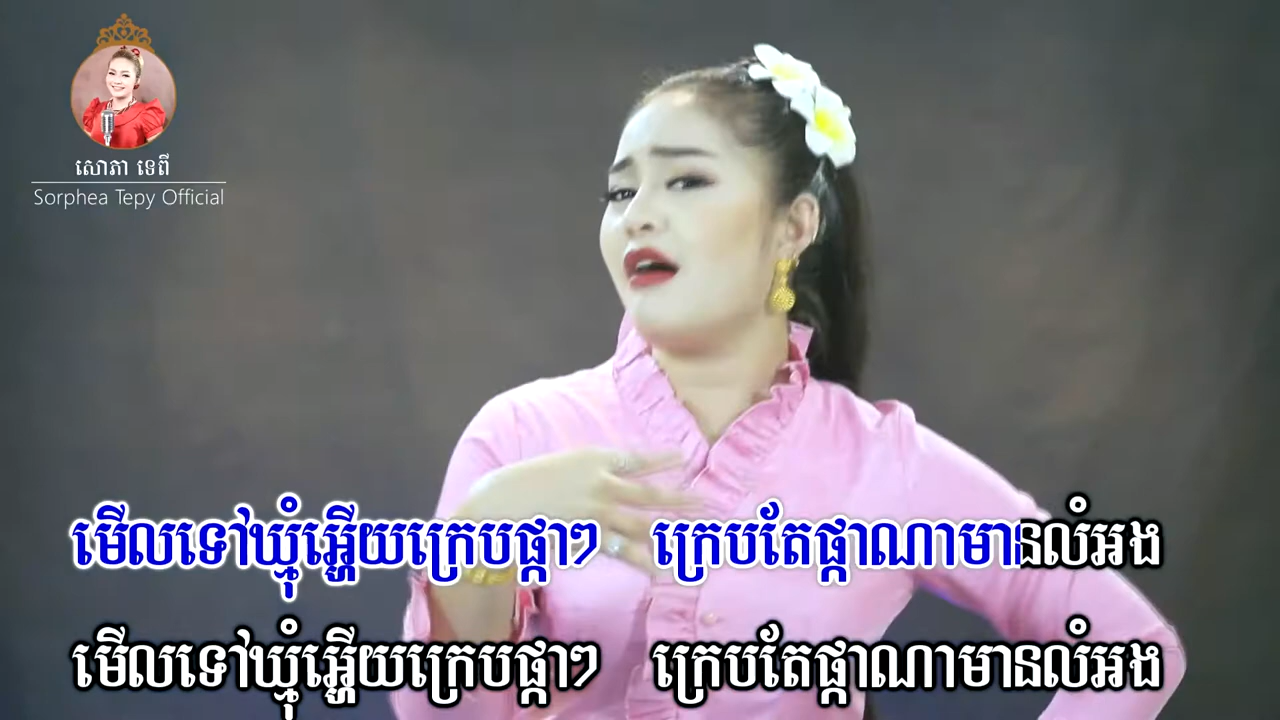 សោភា ទេពី
Sorphea Tepy Official
មើលទៅឃ្មុំអ្ហើយក្រេបផ្កាៗ ក្រេបតែផ្កាណាមានលំអង
មើលទៅឃ្មុំអ្ហើយក្រេបផ្កាៗ ក្រេបតែផ្កាណាមានលំអង